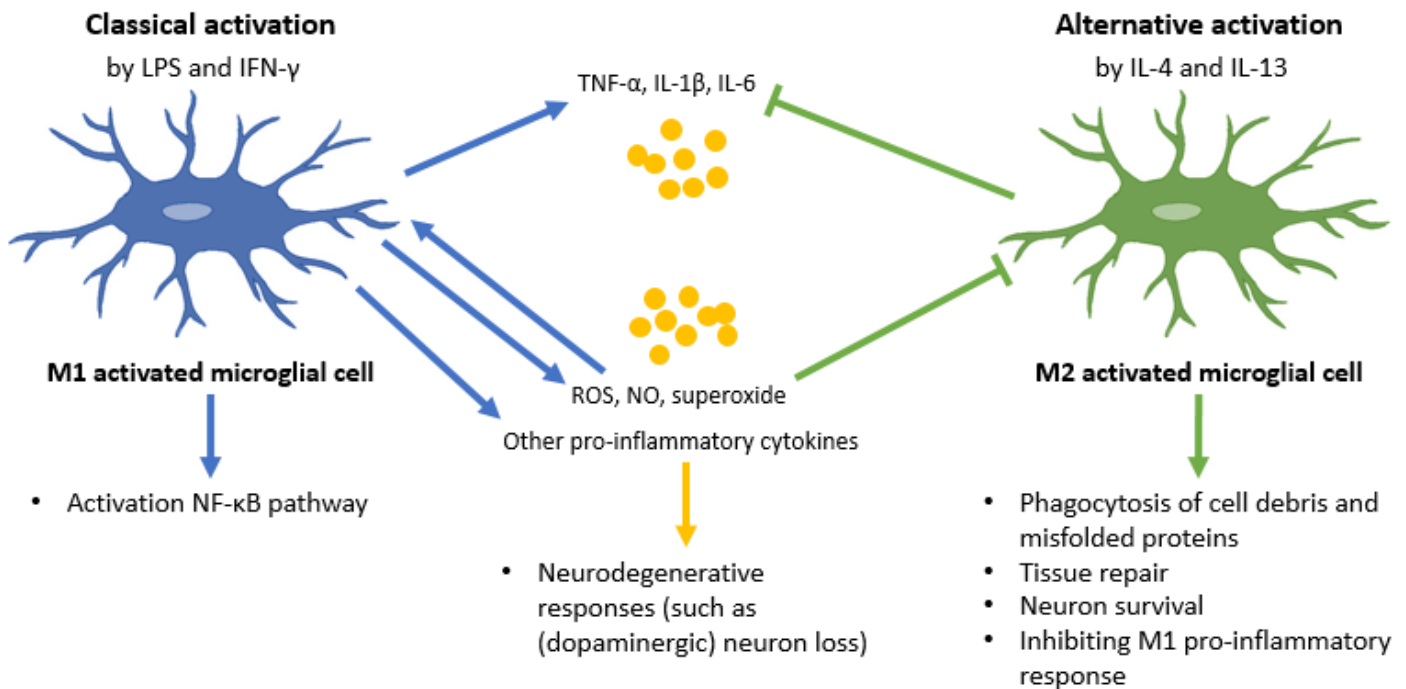 Classical activation
by LPS and IFN-γ
TNF-α, IL-1β, IL-6
Alternative activation
by IL-4 and IL-13
M1 activated microglial cell
• Activation NF-κB pathway
ROS, NO, superoxide
Other pro-inflammatory cytokines
• Neurodegenerative
responses (such as
(dopaminergic) neuron loss)
M2 activated microglial cell
• Phagocytosis of cell debris and
misfolded proteins
• Tissue repair
• Neuron survival
• Inhibiting M1 pro-inflammatory
response